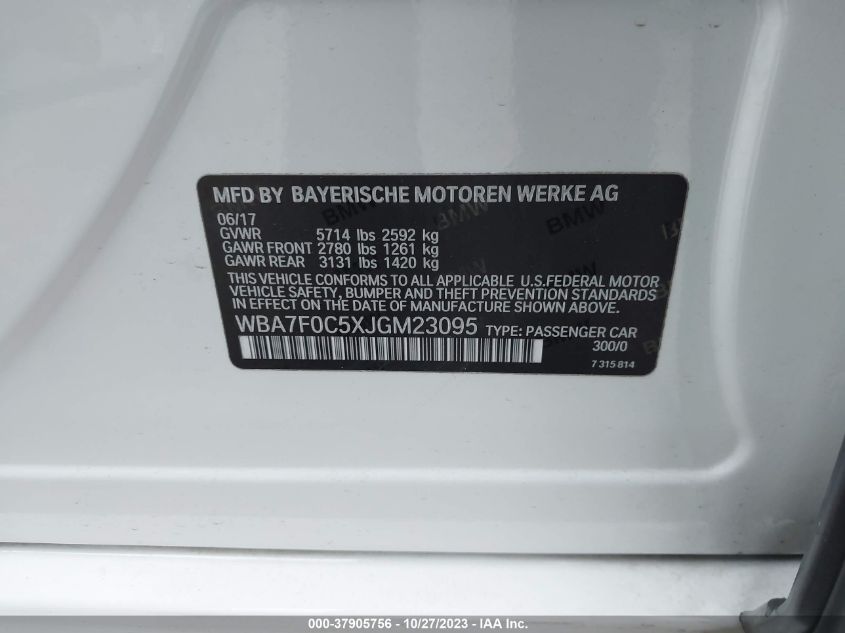 MFD BY BAYERISCHE MOTOREN WERKE AG
06/17
GVWR 5714 lbs 2592 kg
GAWR FRONT 2780 lbs 1261 kg
GAWR REAR 3131 lbs 1420 kg
THIS VEHICLE CONFORMS TO ALL APPLICABLE U.S.FEDERAL MOTOR
VEHICLE SAFETY, BUMPER AND THEFT PREVENTION STANDARDS
IN EFFECT ON THE DATE OF MANUFACTURE SHOWN ABOVE.
WBA7F0C5XJGM23095 TYPE: PASSENGER CAR
300/0
7 315 814
000-37905756 - 10/27/2023 - IAA Inc.